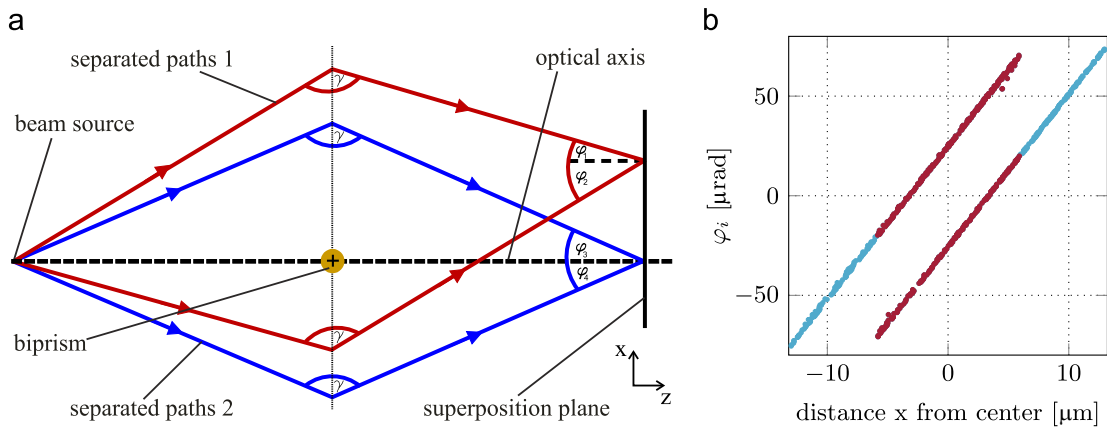 a
separated paths 1
optical axis
beam source
γ
γ
φ₁
φ₂
φ₃
φ₄
+
biprism
γ
γ
x
z
separated paths 2
superposition plane
b
50
0
−50
φᵢ [μrad]
−10
0
10
distance x from center [μm]